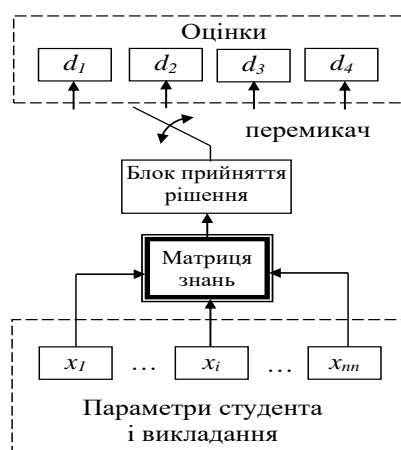 Оцінки
d1 d2 d3 d4
перемикач
Блок прийняття
рішення
Матриця
знань
x1 ... xi ... xnn
Параметри студента
і викладання